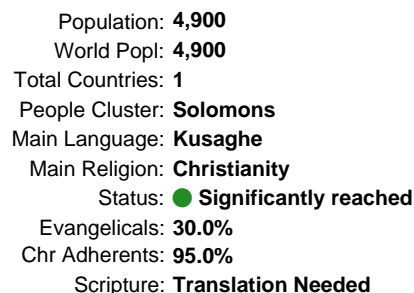 Population: 4,900
World Popl: 4,900
Total Countries: 1
People Cluster: Solomons
Main Language: Kusaghe
Main Religion: Christianity
Status: Significantly reached
Evangelicals: 30.0%
Chr Adherents: 95.0%
Scripture: Translation Needed